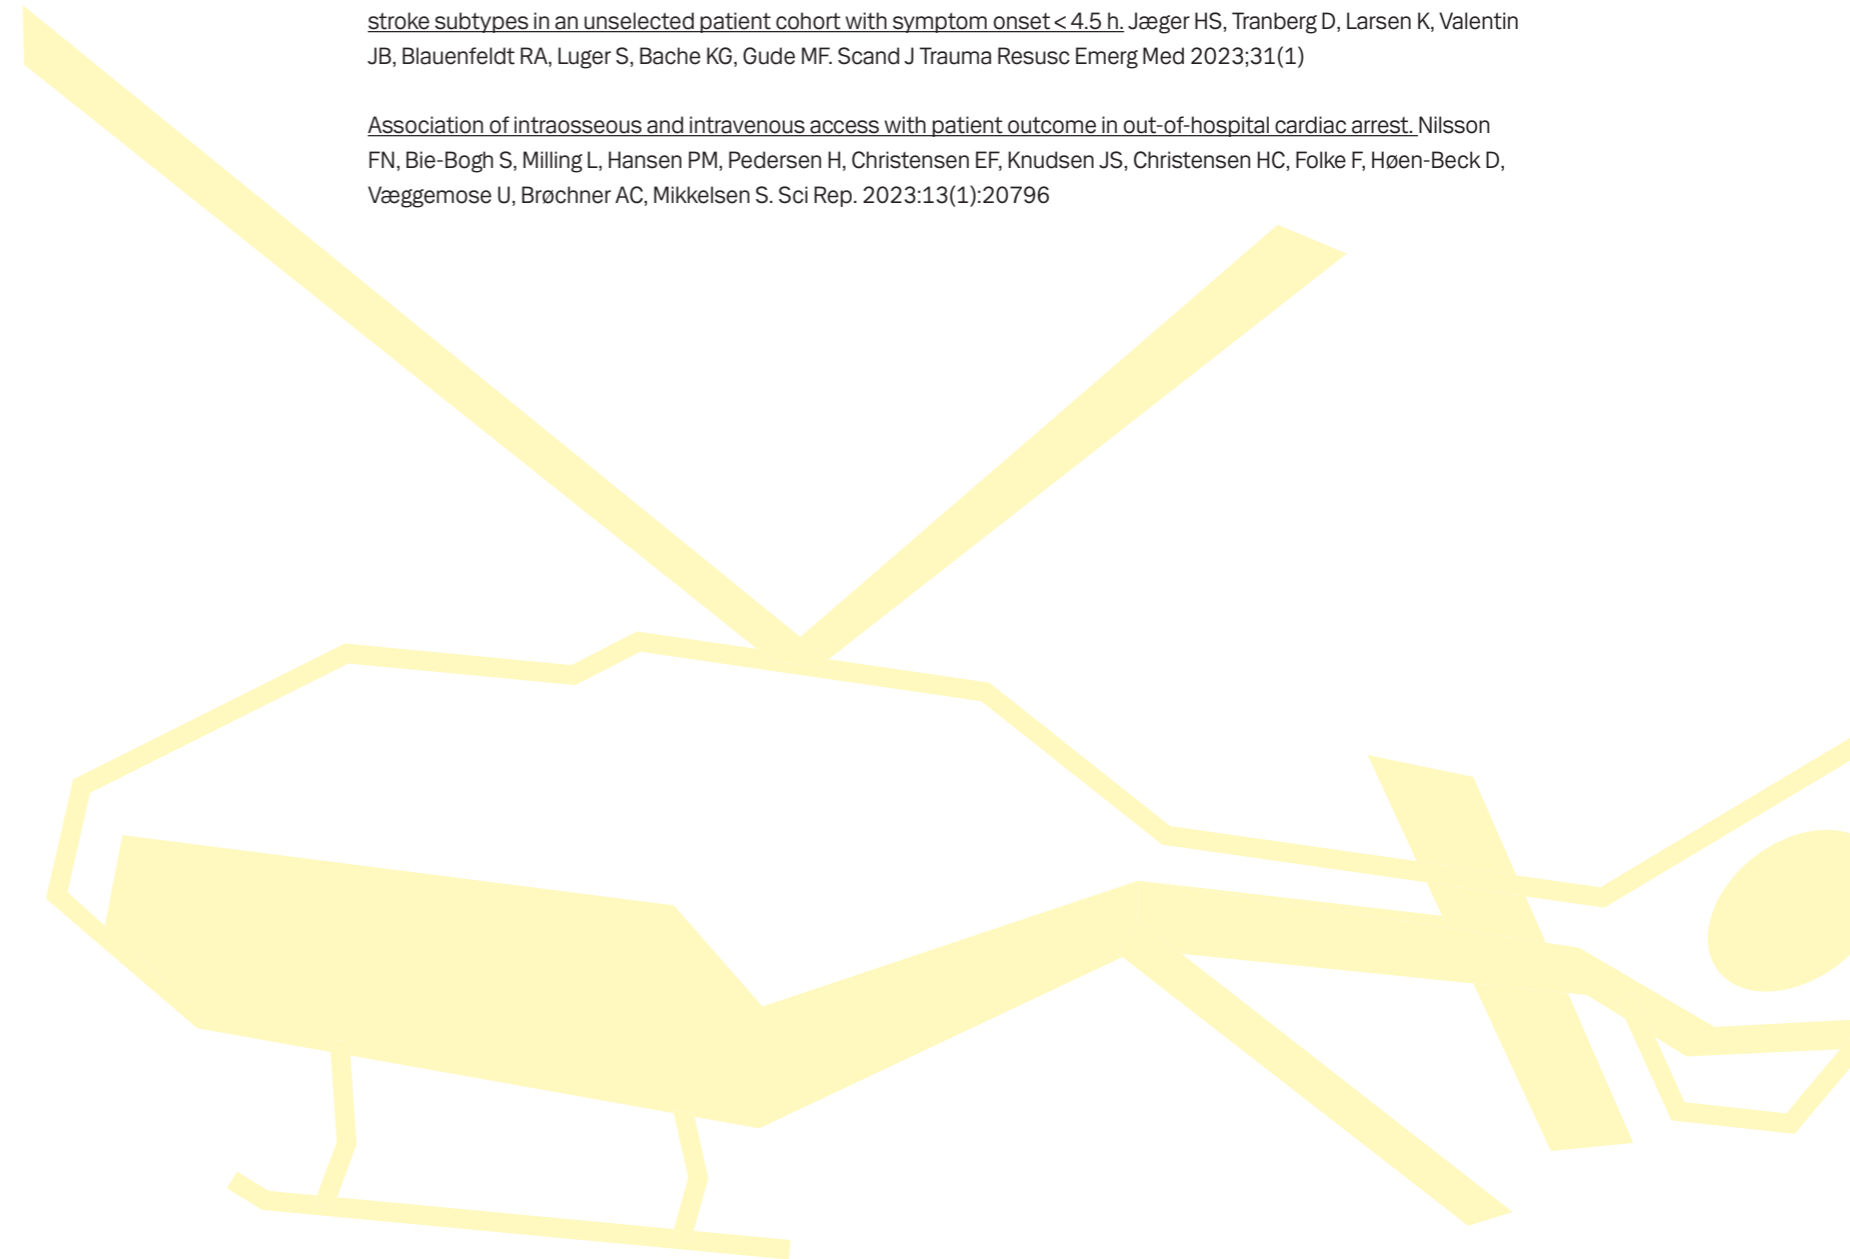 stroke subtypes in an unselected patient cohort with symptom onset < 4.5 h. Jæger HS, Tranberg D, Larsen K, Valentin
JB, Blauenfeldt RA, Luger S, Bache KG, Gude MF. Scand J Trauma Resusc Emerg Med 2023;31(1)
Association of intraosseous and intravenous access with patient outcome in out-of-hospital cardiac arrest. Nilsson
FN, Bie-Bogh S, Milling L, Hansen PM, Pedersen H, Christensen EF, Knudsen JS, Christensen HC, Folke F, Høen-Beck D,
Væggemose U, Brøchner AC, Mikkelsen S. Sci Rep. 2023:13(1):20796